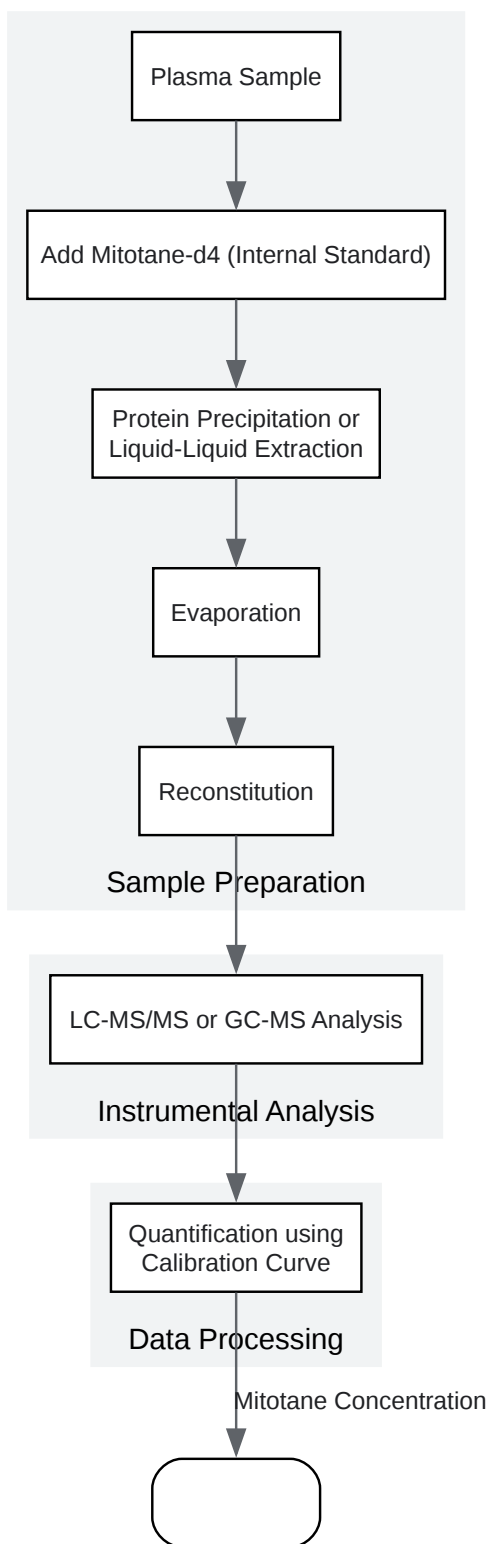 Plasma Sample
Add Mitotane-d4 (Internal Standard)
Protein Precipitation or
Liquid-Liquid Extraction
Evaporation
Reconstitution
Sample Preparation
LC-MS/MS or GC-MS Analysis
Instrumental Analysis
Quantification using
Calibration Curve
Data Processing
Mitotane Concentration